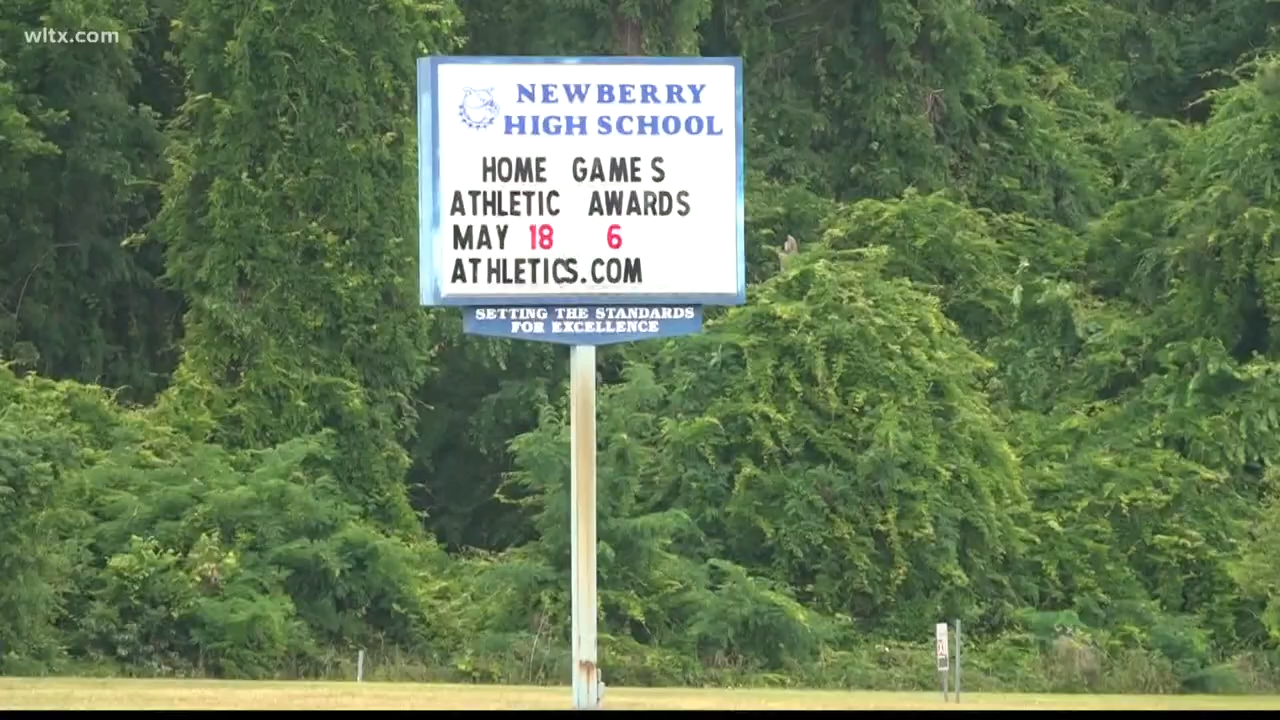 wltx.com
NEWBERRY
HIGH SCHOOL
HOME GAMES
ATHLETIC AWARDS
MAY 18 6
ATHLETICS.COM
SETTING THE STANDARDS
FOR EXCELLENCE